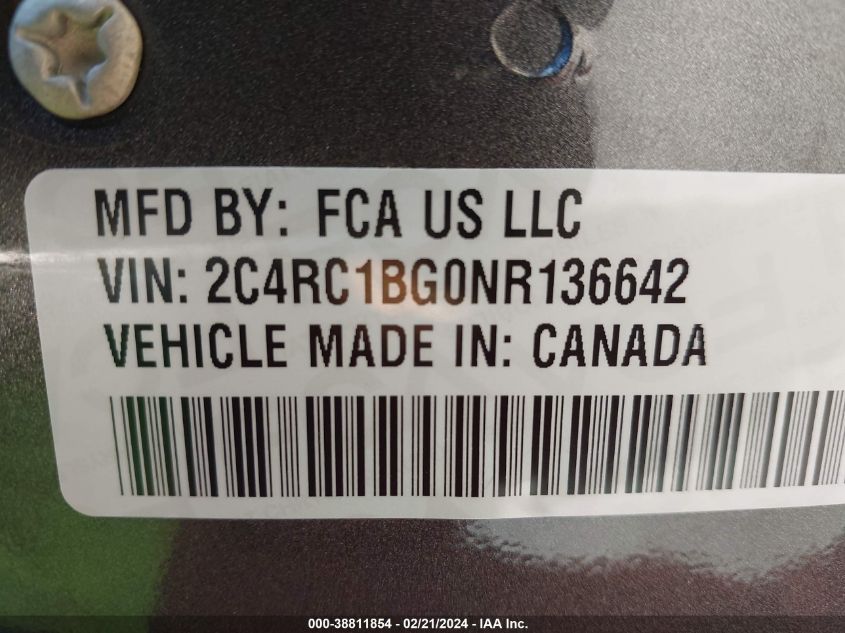 MFD BY: FCA US LLC
VIN: 2C4RC1BG0NR136642
VEHICLE MADE IN: CANADA
000-38811854 - 02/21/2024 - IAA Inc.